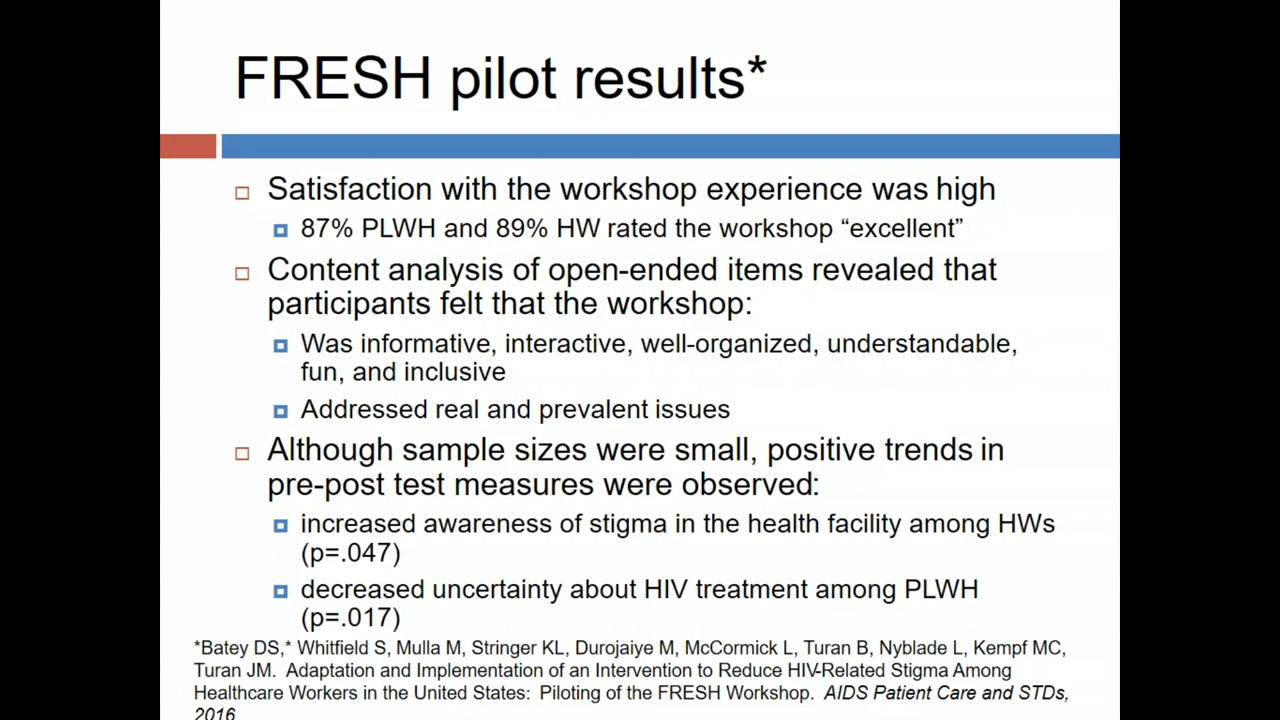 FRESH pilot results*
Satisfaction with the workshop experience was high
87% PLWH and 89% HW rated the workshop “excellent”
Content analysis of open-ended items revealed that
participants felt that the workshop:
Was informative, interactive, well-organized, understandable,
fun, and inclusive
Addressed real and prevalent issues
Although sample sizes were small, positive trends in
pre-post test measures were observed:
increased awareness of stigma in the health facility among HWs
(p=.047)
decreased uncertainty about HIV treatment among PLWH
(p=.017)
*Batey DS,* Whitfield S, Mulla M, Stringer KL, Durojaiye M, McCormick L, Turan B, Nyblade L, Kempf MC,
Turan JM. Adaptation and Implementation of an Intervention to Reduce HIV-Related Stigma Among
Healthcare Workers in the United States: Piloting of the FRESH Workshop. AIDS Patient Care and STDs,
2016